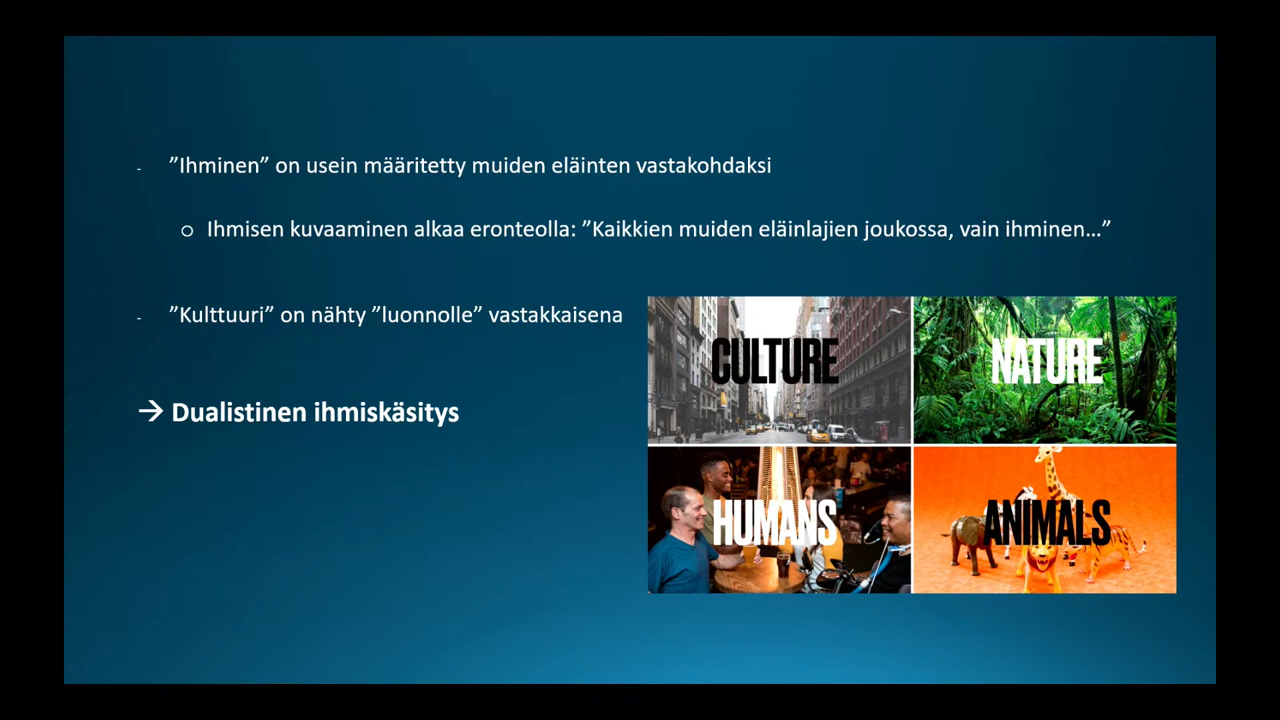 - ”Ihminen” on usein määritetty muiden eläinten vastakohdaksi
o Ihmisen kuvaaminen alkaa eronteolla: ”Kaikkien muiden eläinlajien joukossa, vain ihminen…”
- ”Kulttuuri” on nähty ”luonnolle” vastakkaisena
→ Dualistinen ihmiskäsitys
CULTURE
NATURE
HUMANS
ANIMALS